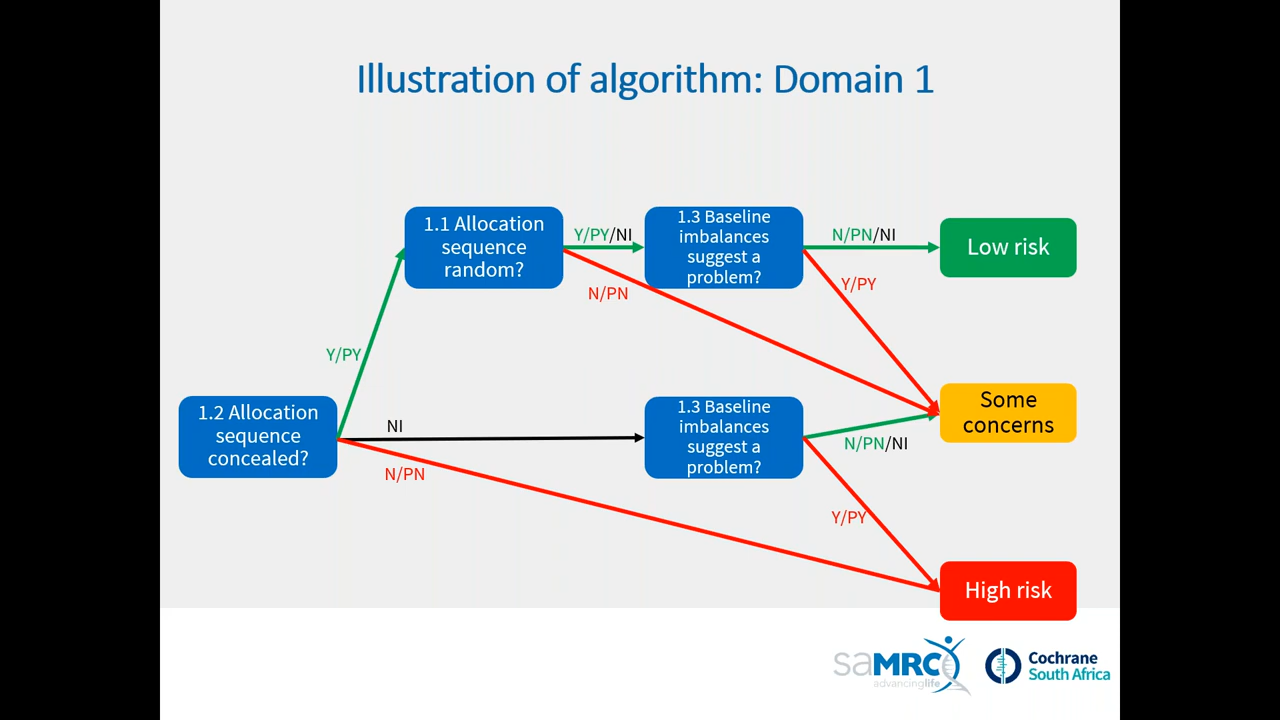 Illustration of algorithm: Domain 1
1.1 Allocation
sequence
random?
Y/PY/NI
N/PN
1.3 Baseline
imbalances
suggest a
problem?
N/PN/NI
Y/PY
Low risk
Y/PY
1.2 Allocation
sequence
concealed?
NI
N/PN
1.3 Baseline
imbalances
suggest a
problem?
N/PN/NI
Y/PY
Some
concerns
High risk
saMRC
advancinglife
Cochrane
South Africa